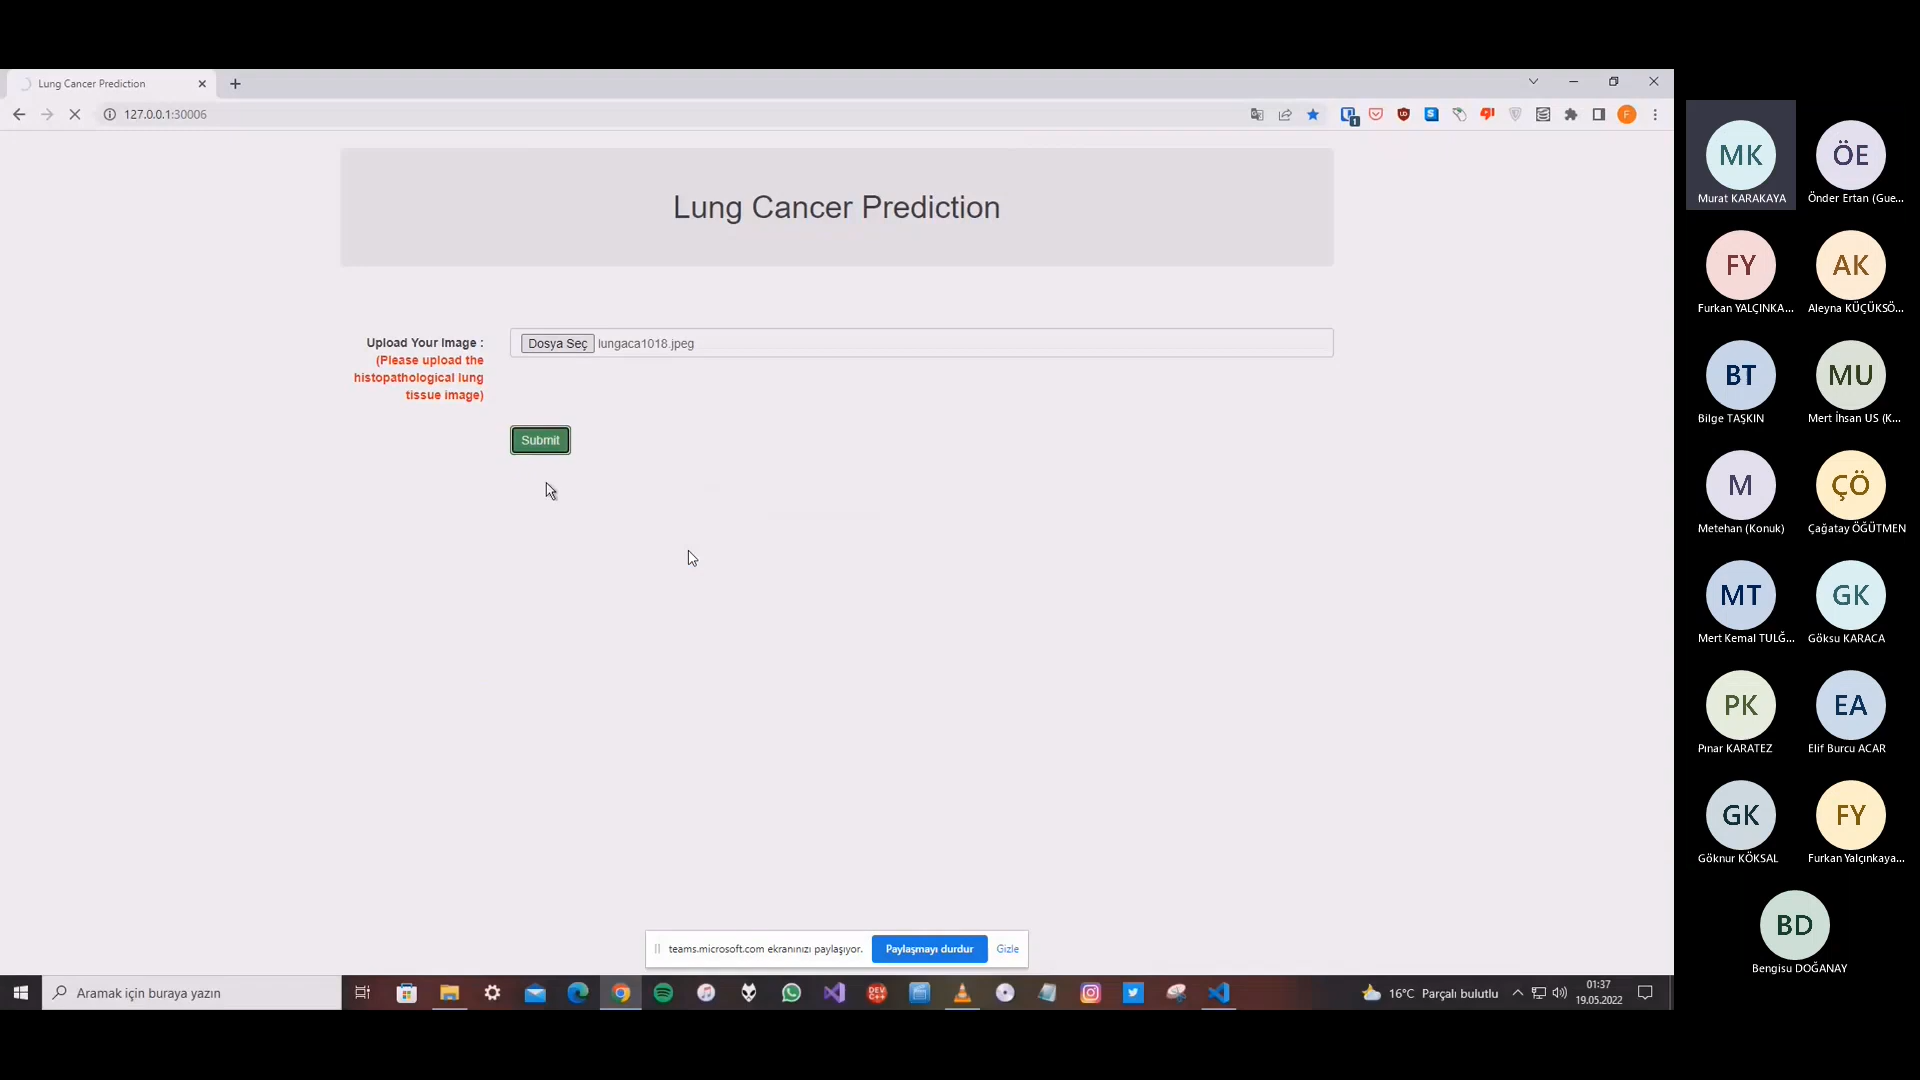 Lung Cancer Prediction
127.0.0.1:30006
1
S
F
Lung Cancer Prediction
Upload Your Image :
(Please upload the
histopathological lung
tissue image)
Dosya Seç lungaca1018.jpeg
Submit
teams.microsoft.com ekranınızı paylaşıyor. Paylaşmayı durdur Gizle
Aramak için buraya yazın
DEV
C++
16°C Parçalı bulutlu
01:37
19.05.2022
MK
Murat KARAKAYA
ÖE
Önder Ertan (Gue...
FY
Furkan YALÇINKA...
AK
Aleyna KÜÇÜKSÖ...
BT
Bilge TAŞKIN
MU
Mert İhsan US (K...
M
Metehan (Konuk)
ÇÖ
Çağatay ÖĞÜTMEN
MT
Mert Kemal TULĞ...
GK
Göksu KARACA
PK
Pınar KARATEZ
EA
Elif Burcu ACAR
GK
Göknur KÖKSAL
FY
Furkan Yalçınkaya...
BD
Bengisu DOĞANAY